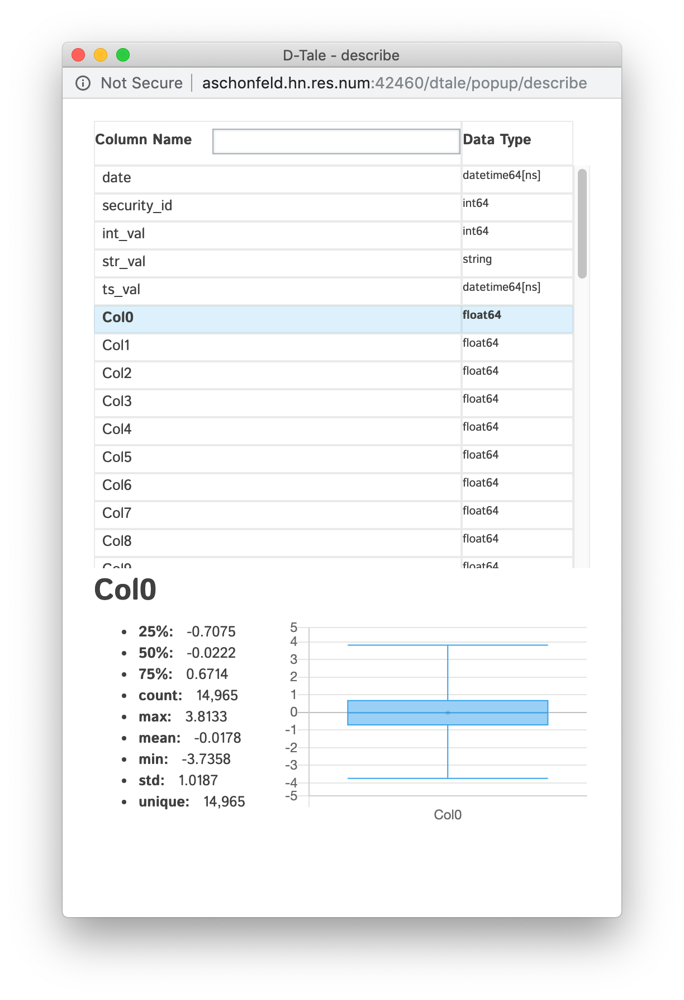 D-Tale - describe
Not Secure | aschonfeld.hn.res.num:42460/dtale/popup/describe
Column Name Data Type
date datetime64[ns]
security_id int64
int_val int64
str_val string
ts_val datetime64[ns]
Col0 float64
Col1 float64
Col2 float64
Col3 float64
Col4 float64
Col5 float64
Col6 float64
Col7 float64
Col8 float64
Col9 float64
Col0
25%: -0.7075
50%: -0.0222
75%: 0.6714
count: 14,965
max: 3.8133
mean: -0.0178
min: -3.7358
std: 1.0187
unique: 14,965
5
4
3
2
1
0
-1
-2
-3
-4
-5
Col0